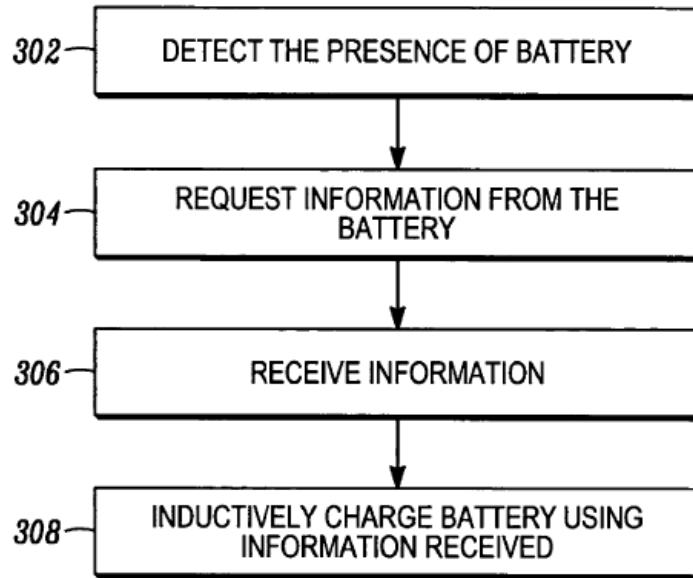 302
DETECT THE PRESENCE OF BATTERY
304
REQUEST INFORMATION FROM THE
BATTERY
306
RECEIVE INFORMATION
308
INDUCTIVELY CHARGE BATTERY USING
INFORMATION RECEIVED